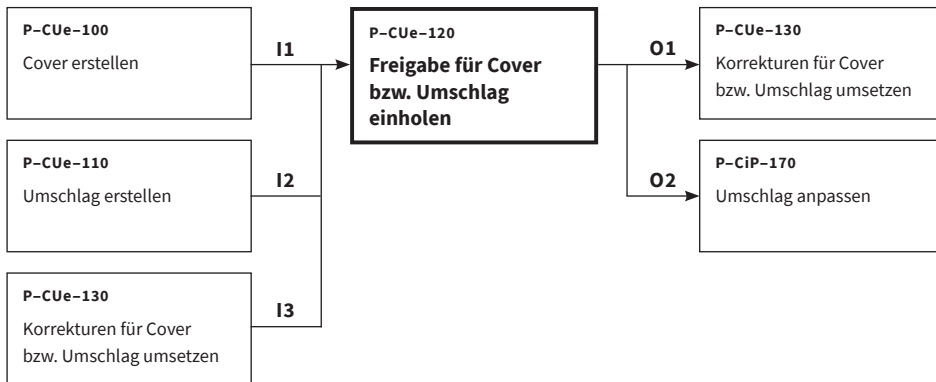 P–CUe–100
Cover erstellen
I1
P–CUe–110
Umschlag erstellen
I2
P–CUe–130
Korrekturen für Cover
bzw. Umschlag umsetzen
I3
P–CUe–120
Freigabe für Cover
bzw. Umschlag
einholen
O1
P–CUe–130
Korrekturen für Cover
bzw. Umschlag umsetzen
O2
P–CiP–170
Umschlag anpassen